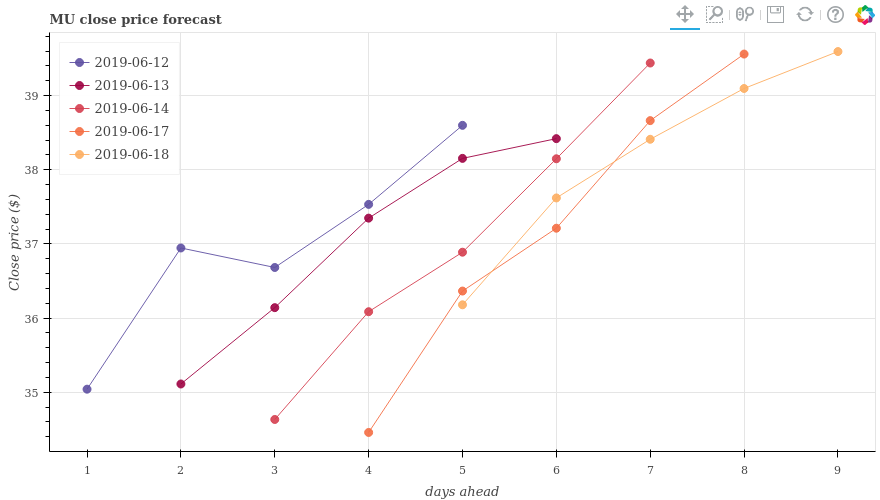 MU close price forecast
2019-06-12
2019-06-13
2019-06-14
2019-06-17
2019-06-18
Close price ($)
39
38
37
36
35
1 2 3 4 5 6 7 8 9
days ahead